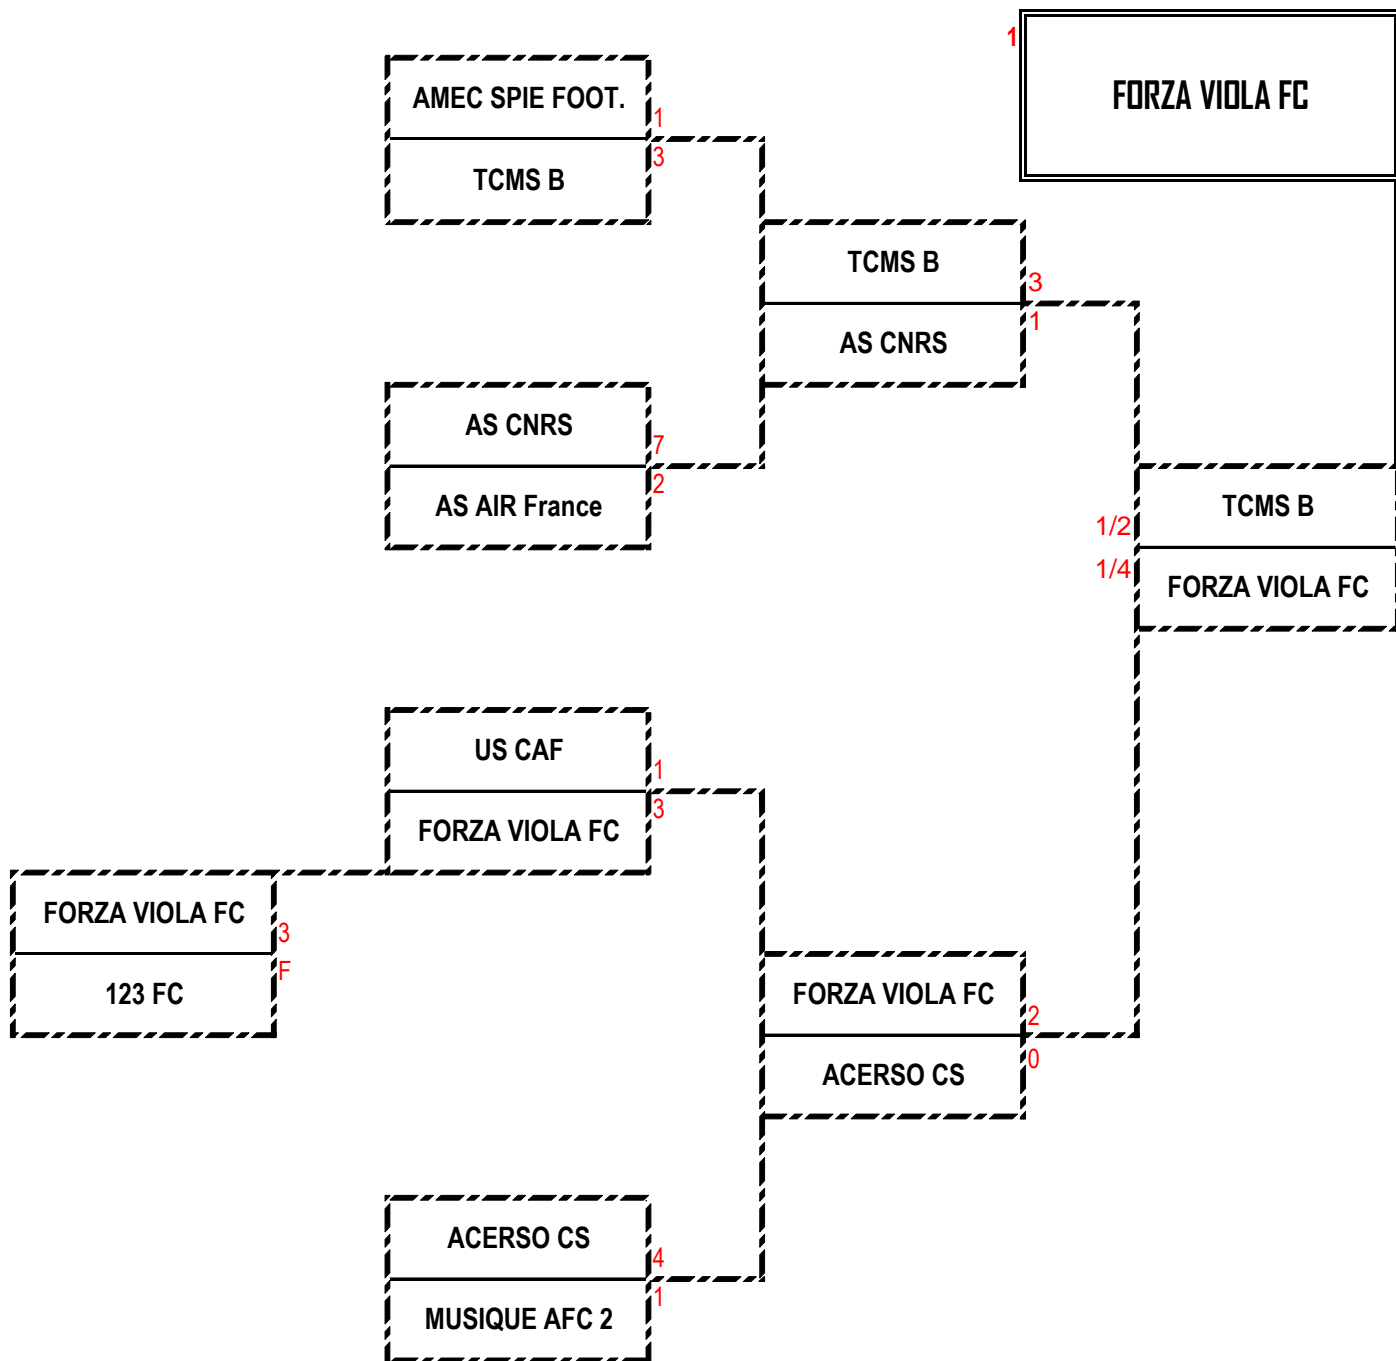 1
FORZA VIOLA FC
AMEC SPIE FOOT.
1
3
TCMS B
TCMS B
3
1
AS CNRS
AS CNRS
7
2
AS AIR France
TCMS B
1/2
1/4
FORZA VIOLA FC
US CAF
1
3
FORZA VIOLA FC
FORZA VIOLA FC
3
F
123 FC
FORZA VIOLA FC
2
0
ACERSO CS
ACERSO CS
4
1
MUSIQUE AFC 2